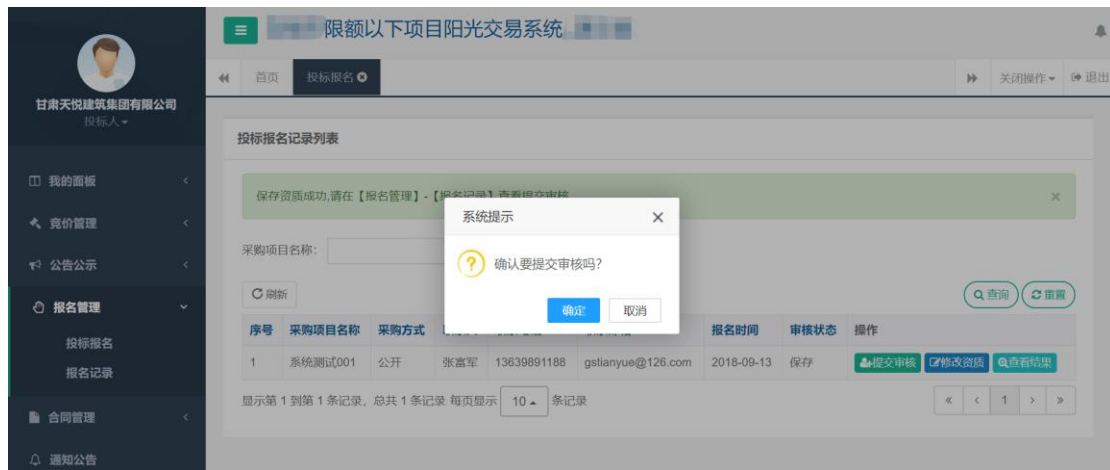 限额以下项目阳光交易系统
首页 投标报名 关闭操作 退出
甘肃天悦建筑集团有限公司
投标人
我的面板
竞价管理
公告公示
报名管理
投标报名
报名记录
合同管理
通知公告
投标报名记录列表
保存资质成功,请在【报名管理】-【报名记录】查看提交审核
采购项目名称:
系统提示
确认要提交审核吗?
确定 取消
刷新 查询 重置
序号 采购项目名称 采购方式 报名时间 审核状态 操作
1 系统测试001 公开 张富军 13639891188 gstianyue@126.com 2018-09-13 保存 提交审核 修改资质 查看结果
显示第 1 到第 1 条记录，总共 1 条记录 每页显示 10 条记录 « ‹ 1 › »